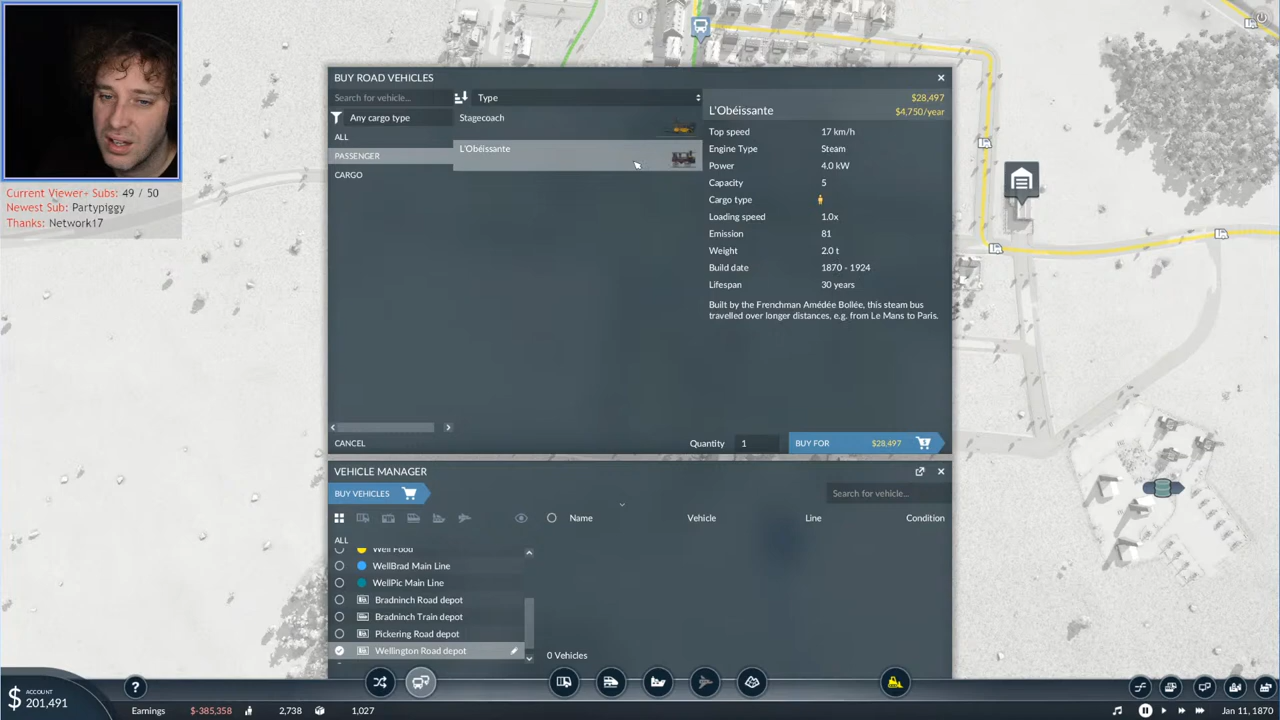 BUY ROAD VEHICLES
Search for vehicle...
Type
Any cargo type
ALL
PASSENGER
CARGO
Stagecoach
L'Obéissante
$28,497
$4,750/year
L'Obéissante
Top speed 17 km/h
Engine Type Steam
Power 4.0 kW
Capacity 5
Cargo type
Loading speed 1.0x
Emission 81
Weight 2.0 t
Build date 1870 - 1924
Lifespan 30 years
Built by the Frenchman Amédée Bollée, this steam bus
travelled over longer distances, e.g. from Le Mans to Paris.
CANCEL
Quantity 1
BUY FOR $28,497
Current Viewer+ Subs: 49 / 50
Newest Sub: Partypiggy
Thanks: Network17
VEHICLE MANAGER
BUY VEHICLES
Search for vehicle...
Name Vehicle Line Condition
ALL
Well Food
WellBrad Main Line
WellPic Main Line
Bradninch Road depot
Bradninch Train depot
Pickering Road depot
Wellington Road depot
0 Vehicles
$ ACCOUNT
201,491
?
Earnings $-385,358 2,738 1,027
Jan 11, 1870